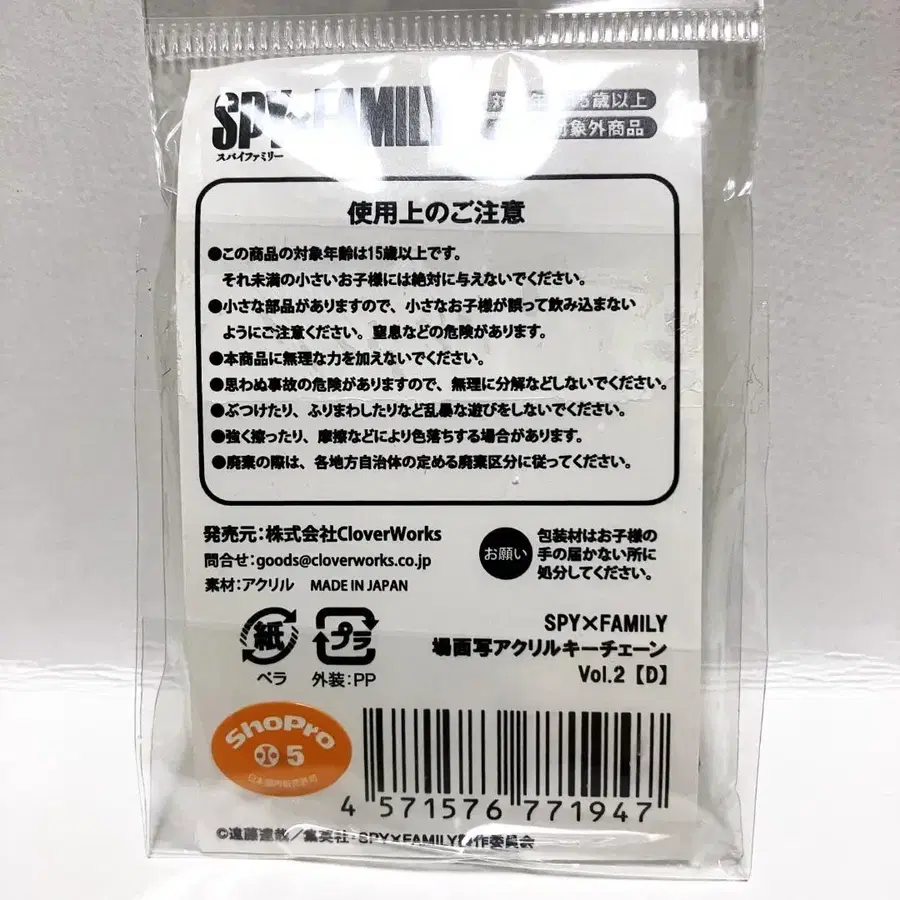 SPY×FAMILY
スパイファミリー
歳以上
対象外商品
使用上のご注意
●この商品の対象年齢は15歳以上です。
それ未満の小さいお子様には絶対に与えないでください。
●小さな部品がありますので、小さなお子様が誤って飲み込まない
ようにご注意ください。窒息などの危険があります。
●本商品に無理な力を加えないでください。
●思わぬ事故の危険がありますので、無理に分解などしないでください。
●ぶつけたり、ふりまわしたりなど乱暴な遊びをしないでください。
●強く擦ったり、摩擦などにより色落ちする場合があります。
●廃棄の際は、各地方自治体の定める廃棄区分に従ってください。
発売元:株式会社CloverWorks
問合せ:goods@cloverworks.co.jp
素材:アクリル MADE IN JAPAN
お願い
包装材はお子様の
手の届かない所に
処分してください。
紙
ベラ
プラ
外装:PP
SPY×FAMILY
場面写アクリルキーチェーン
Vol.2【D】
ShoPro
5
日本国内販売許可
4 571576 771947
©遠藤達哉/集英社・SPY×FAMILY製作委員会